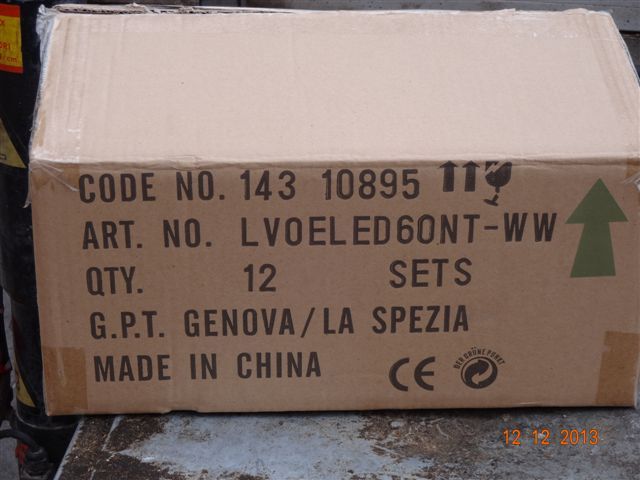 CODE NO. 143 10895
ART. NO. LVOELED60NT-WW
QTY. 12 SETS
G.P.T. GENOVA/LA SPEZIA
MADE IN CHINA
CE
DER GRÜNE PUNKT
12 12 2013